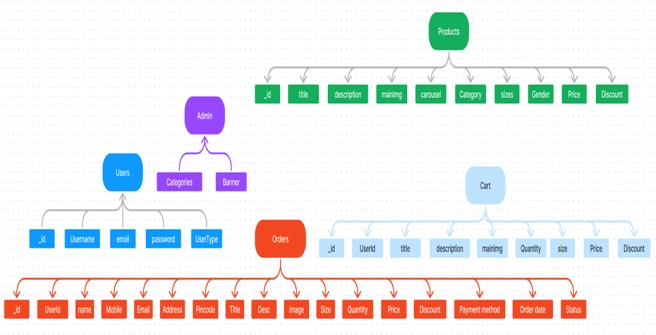 Products
_id title description mainImg carousel Category sizes Gender Price Discount
Admin
Categories Banner
Users
_id Username email password UserType
Cart
_id UserId title description mainImg Quantity size Price Discount
Orders
_id UserId name Mobile Email Address Pincode Title Desc Image Size Quantity Price Discount Payment method Order date Status